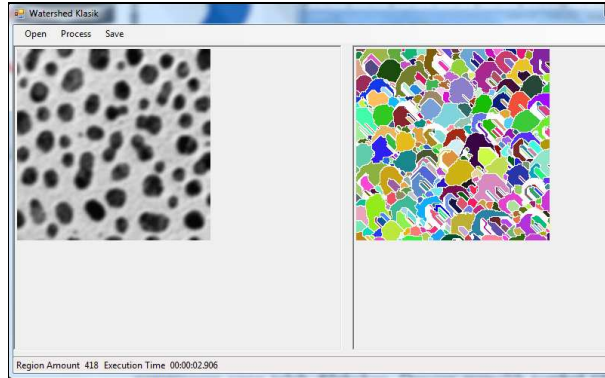 Watershed Klasik
Open Process Save
Region Amount 418 Execution Time 00:00:02.906